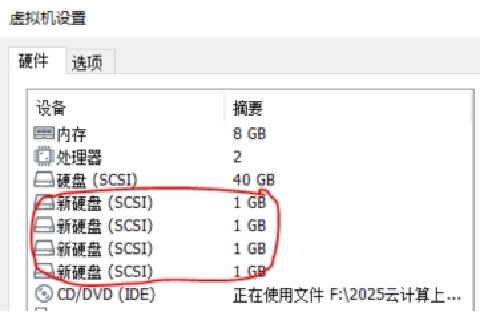 虚拟机设置
硬件 选项
设备 摘要
内存 8 GB
处理器 2
硬盘 (SCSI) 40 GB
新硬盘 (SCSI) 1 GB
新硬盘 (SCSI) 1 GB
新硬盘 (SCSI) 1 GB
新硬盘 (SCSI) 1 GB
CD/DVD (IDE) 正在使用文件 F:\2025云计算上...